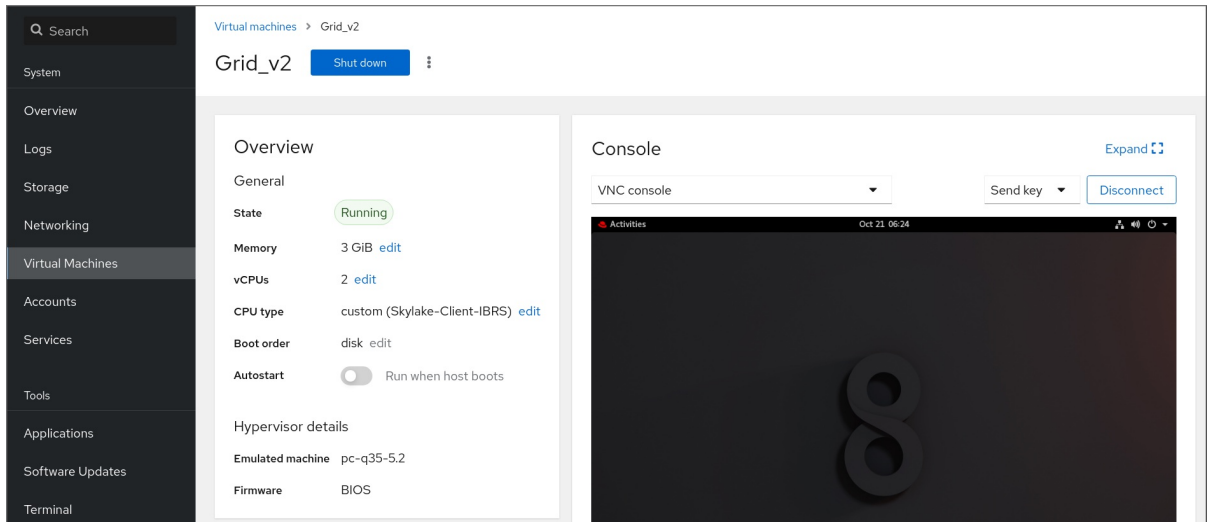 Search
System
Overview
Logs
Storage
Networking
Virtual Machines
Accounts
Services
Tools
Applications
Software Updates
Terminal
Virtual machines > Grid_v2
Grid_v2 Shut down
Overview
General
State Running
Memory 3 GiB edit
vCPUs 2 edit
CPU type custom (Skylake-Client-IBRS) edit
Boot order disk edit
Autostart Run when host boots
Hypervisor details
Emulated machine pc-q35-5.2
Firmware BIOS
Console Expand
VNC console Send key Disconnect
Activities Oct 21 06:24
8